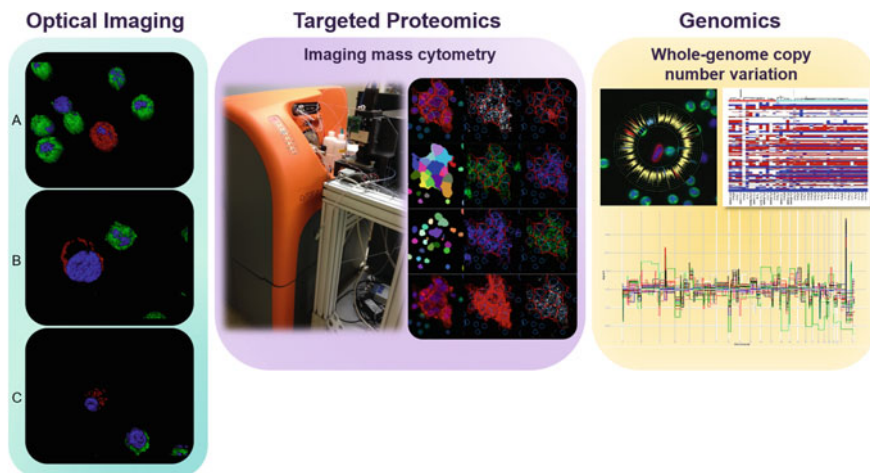 Optical Imaging
A
B
C
Targeted Proteomics
Imaging mass cytometry
Genomics
Whole-genome copy
number variation